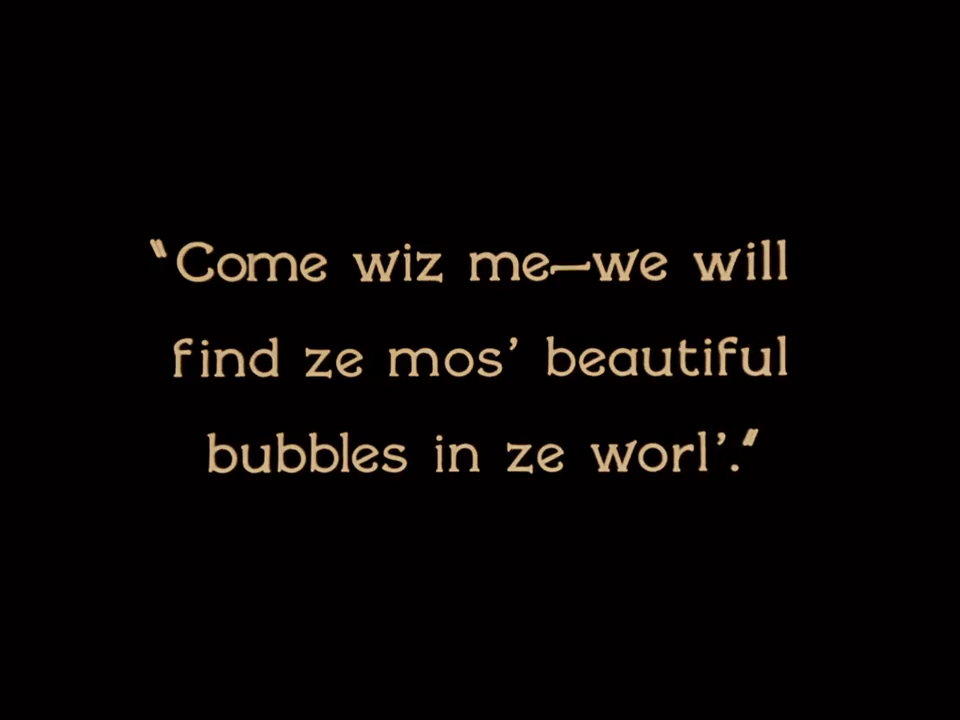 “Come wiz me—we will
find ze mos’ beautiful
bubbles in ze worl’.”